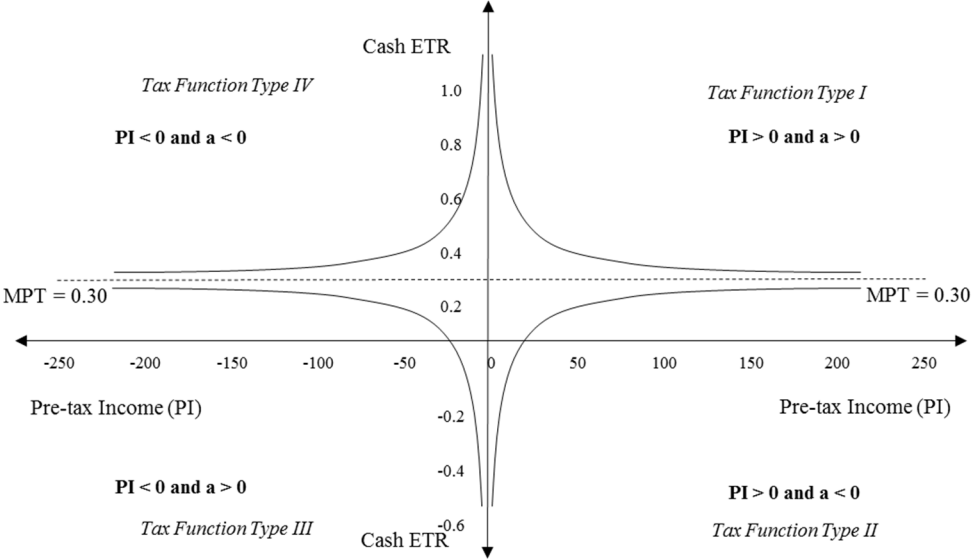 Cash ETR
Tax Function Type IV
Tax Function Type I
PI < 0 and a < 0
PI > 0 and a > 0
1.0
0.8
0.6
0.4
0.2
MPT = 0.30
MPT = 0.30
-250 -200 -150 -100 -50 0 50 100 150 200 250
Pre-tax Income (PI)
Pre-tax Income (PI)
-0.2
-0.4
-0.6
PI < 0 and a > 0
PI > 0 and a < 0
Tax Function Type III
Tax Function Type II
Cash ETR